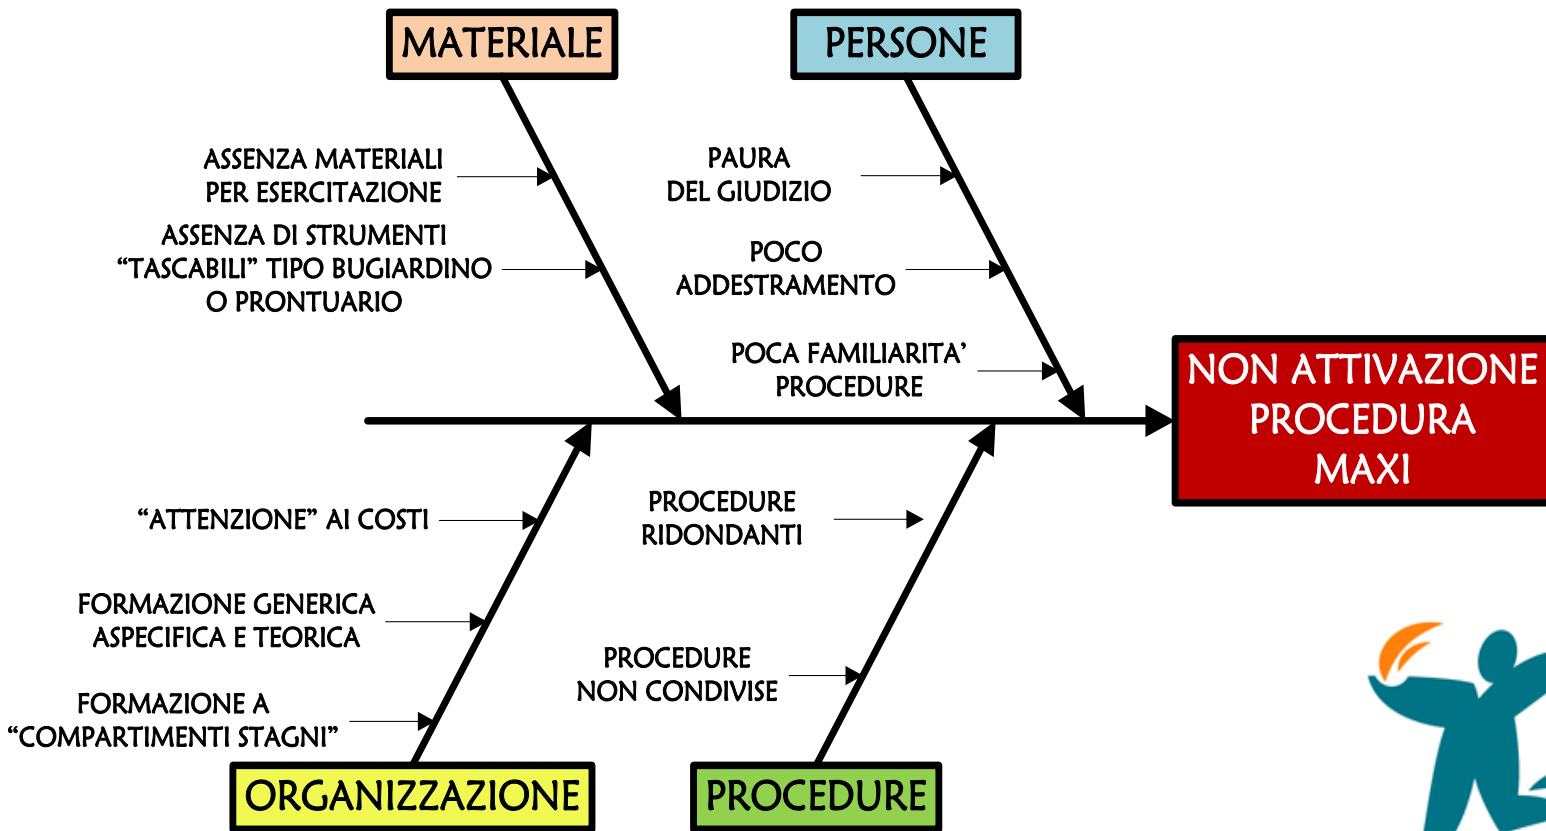 MATERIALE
PERSONE
ASSENZA MATERIALI
PER ESERCITAZIONE
ASSENZA DI STRUMENTI
“TASCABILI” TIPO BUGIARDINO
O PRONTUARIO
PAURA
DEL GIUDIZIO
POCO
ADDESTRAMENTO
POCA FAMILIARITA’
PROCEDURE
NON ATTIVAZIONE
PROCEDURA
MAXI
“ATTENZIONE” AI COSTI
FORMAZIONE GENERICA
ASPECIFICA E TEORICA
FORMAZIONE A
“COMPARTIMENTI STAGNI”
PROCEDURE
RIDONDANTI
PROCEDURE
NON CONDIVISE
ORGANIZZAZIONE
PROCEDURE